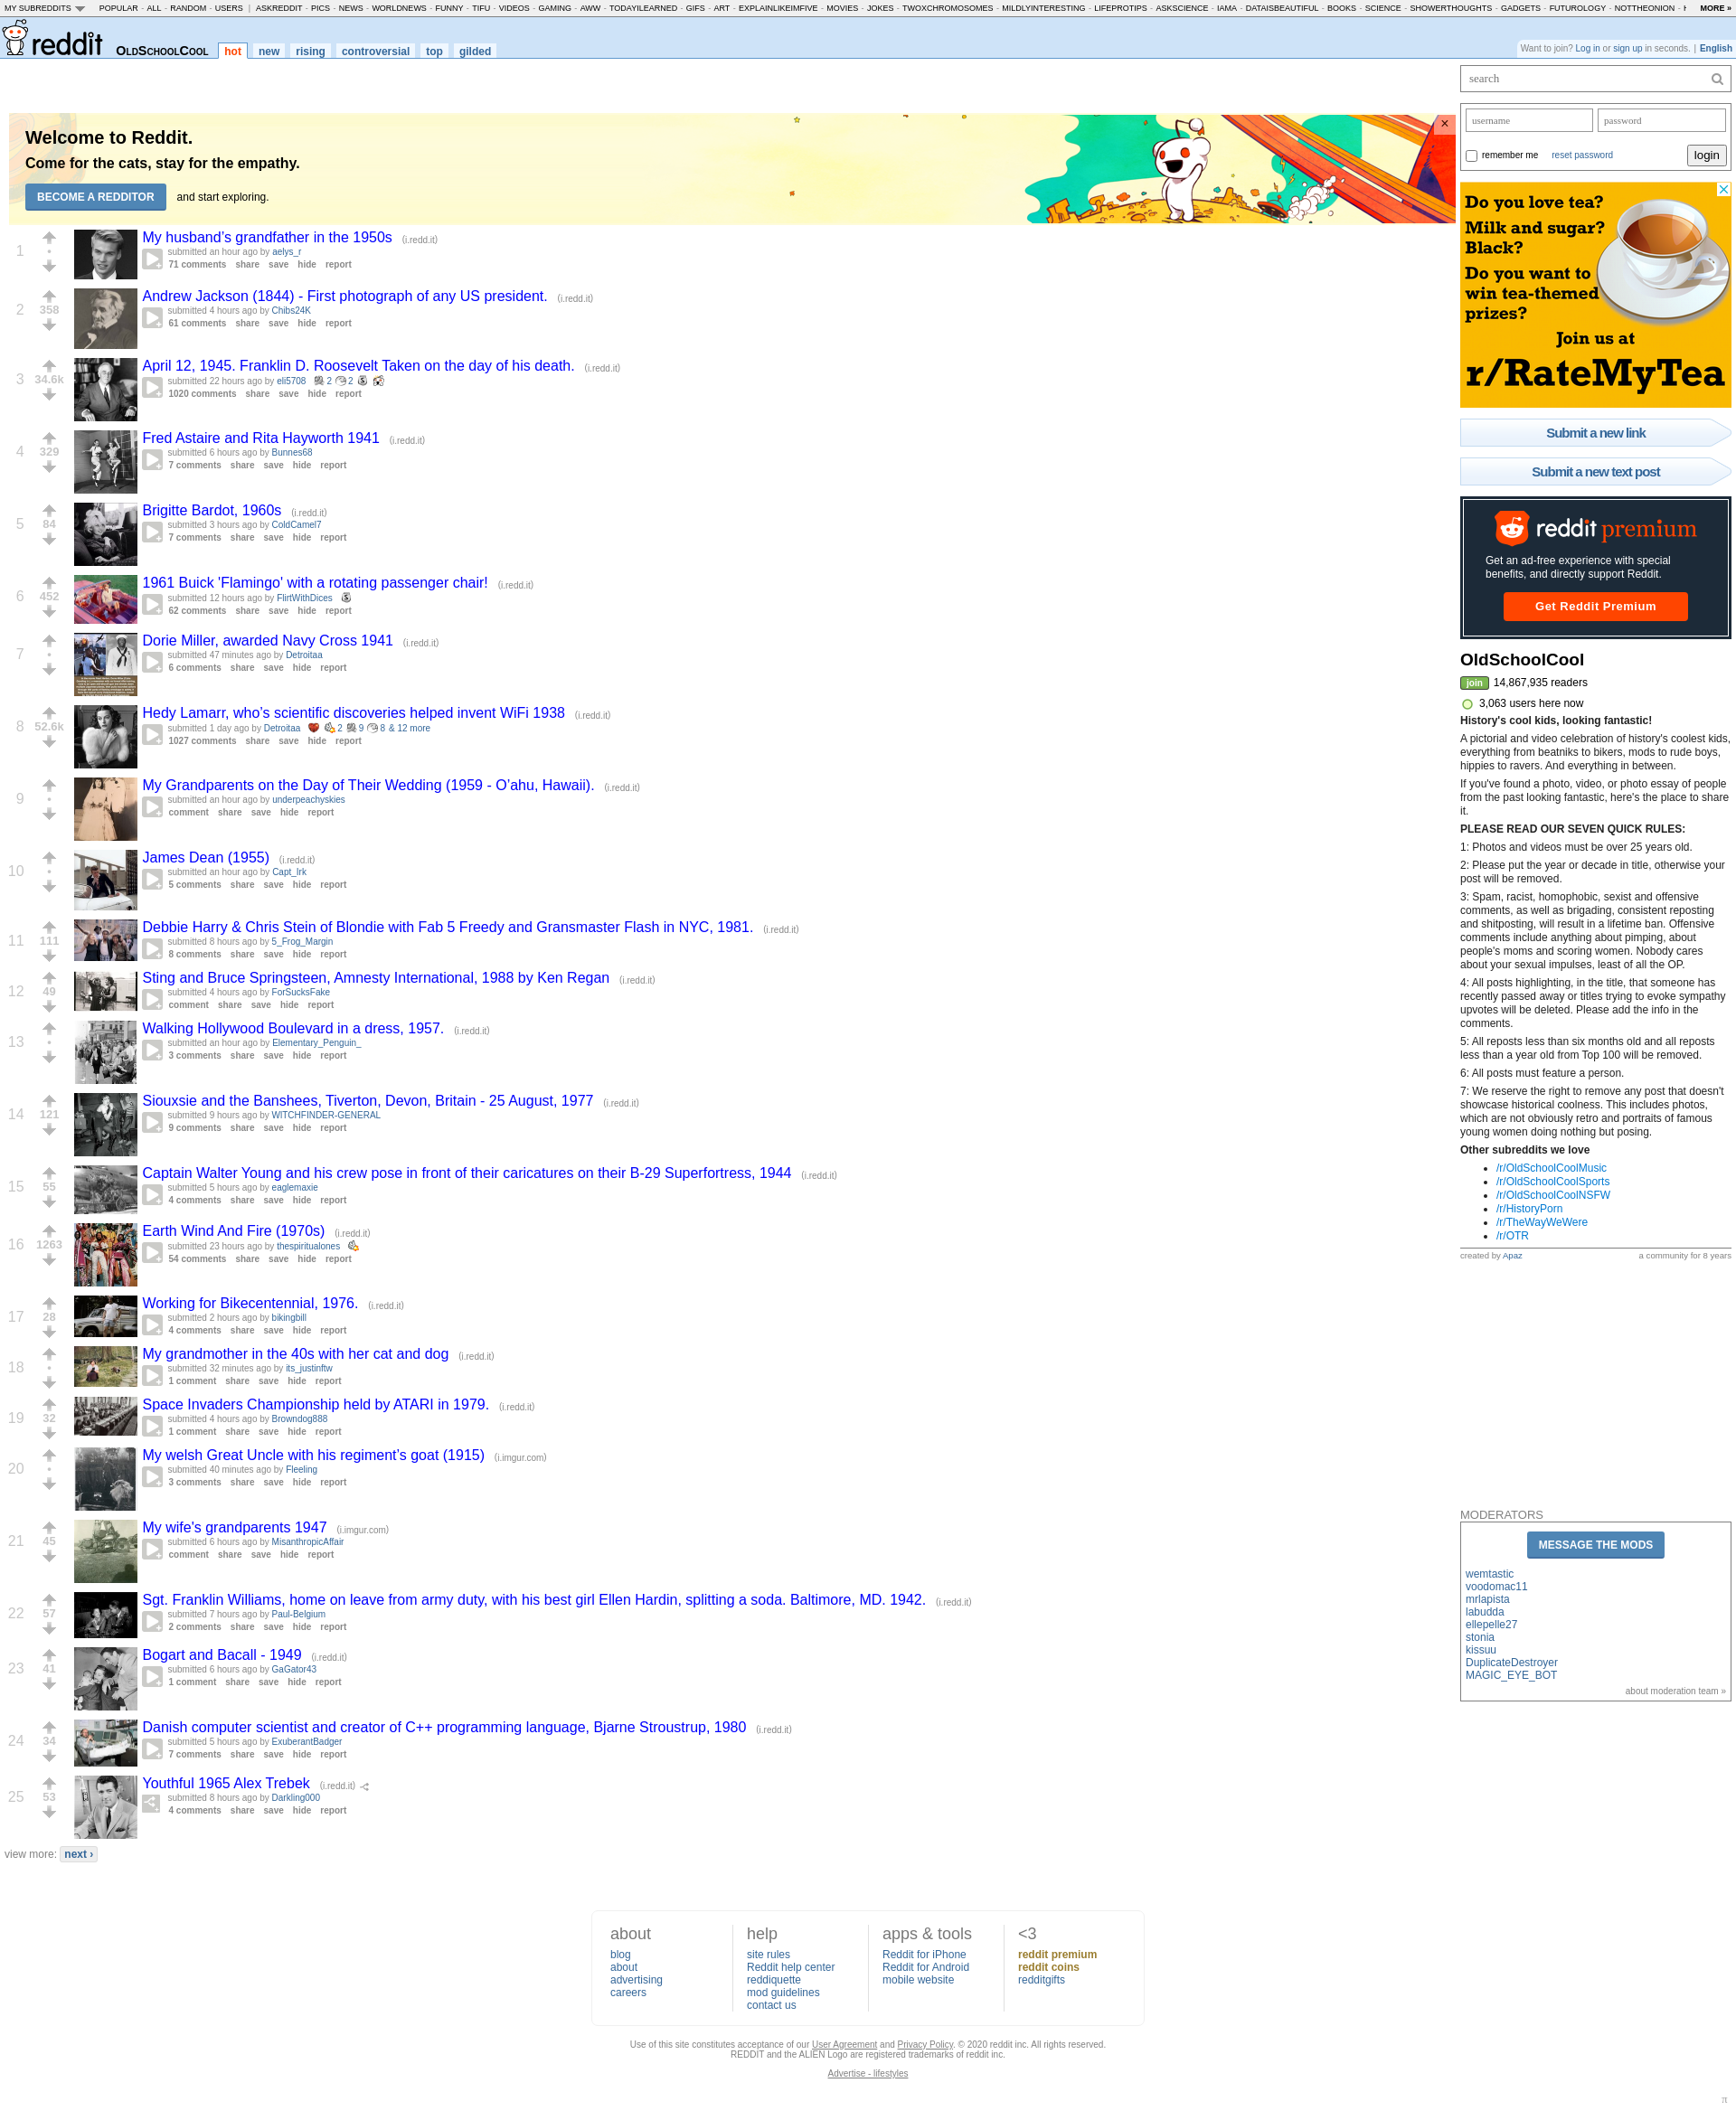 MY SUBREDDITS POPULAR - ALL - RANDOM - USERS | ASKREDDIT - PICS - NEWS - WORLDNEWS - FUNNY - TIFU - VIDEOS - GAMING - AWW - TODAYILEARNED - GIFS - ART - EXPLAINLIKEIMFIVE - MOVIES - JOKES - TWOXCHROMOSOMES - MILDLYINTERESTING - LIFEPROTIPS - ASKSCIENCE - IAMA - DATAISBEAUTIFUL - BOOKS - SCIENCE - SHOWERTHOUGHTS - GADGETS - FUTUROLOGY - NOTTHEONION - MORE »
reddit OldSchoolCool hot new rising controversial top gilded
Want to join? Log in or sign up in seconds. | English
Welcome to Reddit.
Come for the cats, stay for the empathy.
BECOME A REDDITOR and start exploring.
1 • My husband's grandfather in the 1950s (i.redd.it)
submitted an hour ago by aelys_r
71 comments share save hide report
2 358 Andrew Jackson (1844) - First photograph of any US president. (i.redd.it)
submitted 4 hours ago by Chibs24K
61 comments share save hide report
3 34.6k April 12, 1945. Franklin D. Roosevelt Taken on the day of his death. (i.redd.it)
submitted 22 hours ago by eli5708 2 2
1020 comments share save hide report
4 329 Fred Astaire and Rita Hayworth 1941 (i.redd.it)
submitted 6 hours ago by Bunnes68
7 comments share save hide report
5 84 Brigitte Bardot, 1960s (i.redd.it)
submitted 3 hours ago by ColdCamel7
7 comments share save hide report
6 452 1961 Buick 'Flamingo' with a rotating passenger chair! (i.redd.it)
submitted 12 hours ago by FlirtWithDices
62 comments share save hide report
7 • Dorie Miller, awarded Navy Cross 1941 (i.redd.it)
submitted 47 minutes ago by Detroitaa
6 comments share save hide report
8 52.6k Hedy Lamarr, who's scientific discoveries helped invent WiFi 1938 (i.redd.it)
submitted 1 day ago by Detroitaa 2 9 8 & 12 more
1027 comments share save hide report
9 • My Grandparents on the Day of Their Wedding (1959 - O'ahu, Hawaii). (i.redd.it)
submitted an hour ago by underpeachyskies
comment share save hide report
10 • James Dean (1955) (i.redd.it)
submitted an hour ago by Capt_Irk
5 comments share save hide report
11 111 Debbie Harry & Chris Stein of Blondie with Fab 5 Freedy and Gransmaster Flash in NYC, 1981. (i.redd.it)
submitted 8 hours ago by 5_Frog_Margin
8 comments share save hide report
12 49 Sting and Bruce Springsteen, Amnesty International, 1988 by Ken Regan (i.redd.it)
submitted 4 hours ago by ForSucksFake
comment share save hide report
13 • Walking Hollywood Boulevard in a dress, 1957. (i.redd.it)
submitted an hour ago by Elementary_Penguin_
3 comments share save hide report
14 121 Siouxsie and the Banshees, Tiverton, Devon, Britain - 25 August, 1977 (i.redd.it)
submitted 9 hours ago by WITCHFINDER-GENERAL
9 comments share save hide report
15 55 Captain Walter Young and his crew pose in front of their caricatures on their B-29 Superfortress, 1944 (i.redd.it)
submitted 5 hours ago by eaglemaxie
4 comments share save hide report
16 1263 Earth Wind And Fire (1970s) (i.redd.it)
submitted 23 hours ago by thespiritualones
54 comments share save hide report
17 28 Working for Bikecentennial, 1976. (i.redd.it)
submitted 2 hours ago by bikingbill
4 comments share save hide report
18 • My grandmother in the 40s with her cat and dog (i.redd.it)
submitted 32 minutes ago by its_justinftw
1 comment share save hide report
19 32 Space Invaders Championship held by ATARI in 1979. (i.redd.it)
submitted 4 hours ago by Browndog888
1 comment share save hide report
20 • My welsh Great Uncle with his regiment's goat (1915) (i.imgur.com)
submitted 40 minutes ago by Fleeling
3 comments share save hide report
21 45 My wife's grandparents 1947 (i.imgur.com)
submitted 6 hours ago by MisanthropicAffair
comment share save hide report
22 57 Sgt. Franklin Williams, home on leave from army duty, with his best girl Ellen Hardin, splitting a soda. Baltimore, MD. 1942. (i.redd.it)
submitted 7 hours ago by Paul-Belgium
2 comments share save hide report
23 41 Bogart and Bacall - 1949 (i.redd.it)
submitted 6 hours ago by GaGator43
1 comment share save hide report
24 34 Danish computer scientist and creator of C++ programming language, Bjarne Stroustrup, 1980 (i.redd.it)
submitted 5 hours ago by ExuberantBadger
7 comments share save hide report
25 53 Youthful 1965 Alex Trebek (i.redd.it)
submitted 8 hours ago by Darkling000
4 comments share save hide report
view more: next ›
search
username password
remember me reset password login
Do you love tea?
Milk and sugar?
Black?
Do you want to
win tea-themed
prizes?
Join us at
r/RateMyTea
Submit a new link
Submit a new text post
reddit premium
Get an ad-free experience with special
benefits, and directly support Reddit.
Get Reddit Premium
OldSchoolCool
join 14,867,935 readers
3,063 users here now
History's cool kids, looking fantastic!
A pictorial and video celebration of history's coolest kids,
everything from beatniks to bikers, mods to rude boys,
hippies to ravers. And everything in between.
If you've found a photo, video, or photo essay of people
from the past looking fantastic, here's the place to share
it.
PLEASE READ OUR SEVEN QUICK RULES:
1: Photos and videos must be over 25 years old.
2: Please put the year or decade in title, otherwise your
post will be removed.
3: Spam, racist, homophobic, sexist and offensive
comments, as well as brigading, consistent reposting
and shitposting, will result in a lifetime ban. Offensive
comments include anything about pimping, about
people's moms and scoring women. Nobody cares
about your sexual impulses, least of all the OP.
4: All posts highlighting, in the title, that someone has
recently passed away or titles trying to evoke sympathy
upvotes will be deleted. Please add the info in the
comments.
5: All reposts less than six months old and all reposts
less than a year old from Top 100 will be removed.
6: All posts must feature a person.
7: We reserve the right to remove any post that doesn't
showcase historical coolness. This includes photos,
which are not obviously retro and portraits of famous
young women doing nothing but posing.
Other subreddits we love
• /r/OldSchoolCoolMusic
• /r/OldSchoolCoolSports
• /r/OldSchoolCoolNSFW
• /r/HistoryPorn
• /r/TheWayWeWere
• /r/OTR
created by Apaz a community for 8 years
MODERATORS
MESSAGE THE MODS
wemtastic
voodomac11
mrlapista
labudda
ellepelle27
stonia
kissuu
DuplicateDestroyer
MAGIC_EYE_BOT
about moderation team »
about
blog
about
advertising
careers
help
site rules
Reddit help center
reddiquette
mod guidelines
contact us
apps & tools
Reddit for iPhone
Reddit for Android
mobile website
<3
reddit premium
reddit coins
redditgifts
Use of this site constitutes acceptance of our User Agreement and Privacy Policy. © 2020 reddit inc. All rights reserved.
REDDIT and the ALIEN Logo are registered trademarks of reddit inc.
Advertise - lifestyles
π